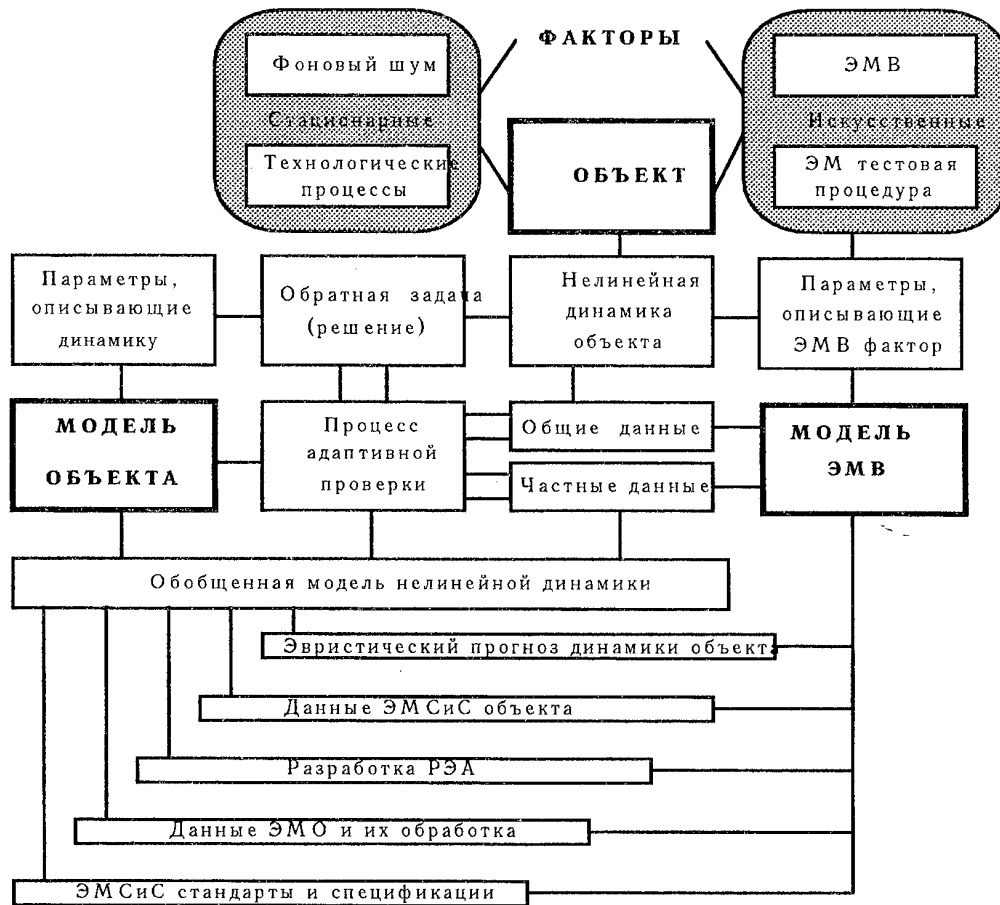 ФАКТОРЫ
Фоновый шум
Стационарные
Технологические
процессы
ОБЪЕКТ
ЭМВ
Искусственные
ЭМ тестовая
процедура
Параметры,
описывающие
динамику
Обратная задача
(решение)
Нелинейная
динамика
объекта
Параметры,
описывающие
ЭМВ фактор
МОДЕЛЬ
ОБЪЕКТА
Процесс
адаптивной
проверки
Общие данные
Частные данные
МОДЕЛЬ
ЭМВ
Обобщенная модель нелинейной динамики
Эвристический прогноз динамики объекта
Данные ЭМСиС объекта
Разработка РЭА
Данные ЭМО и их обработка
ЭМСиС стандарты и спецификации